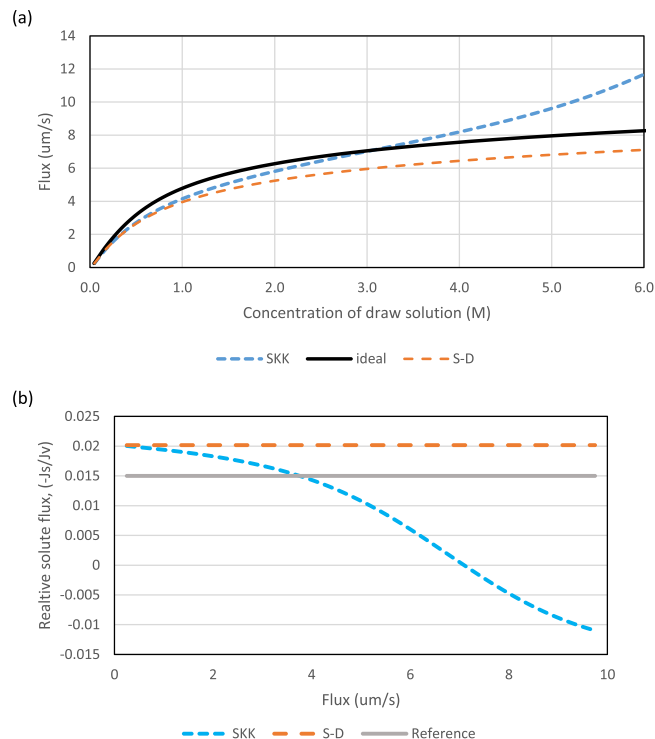 (a)
14
12
10
8
6
4
2
0
Flux (um/s)
0.0 1.0 2.0 3.0 4.0 5.0 6.0
Concentration of draw solution (M)
SKK ideal S-D
(b)
0.025
0.02
0.015
0.01
0.005
0
-0.005
-0.01
-0.015
Realtive solute flux, (-Js/Jv)
0 2 4 6 8 10
Flux (um/s)
SKK S-D Reference